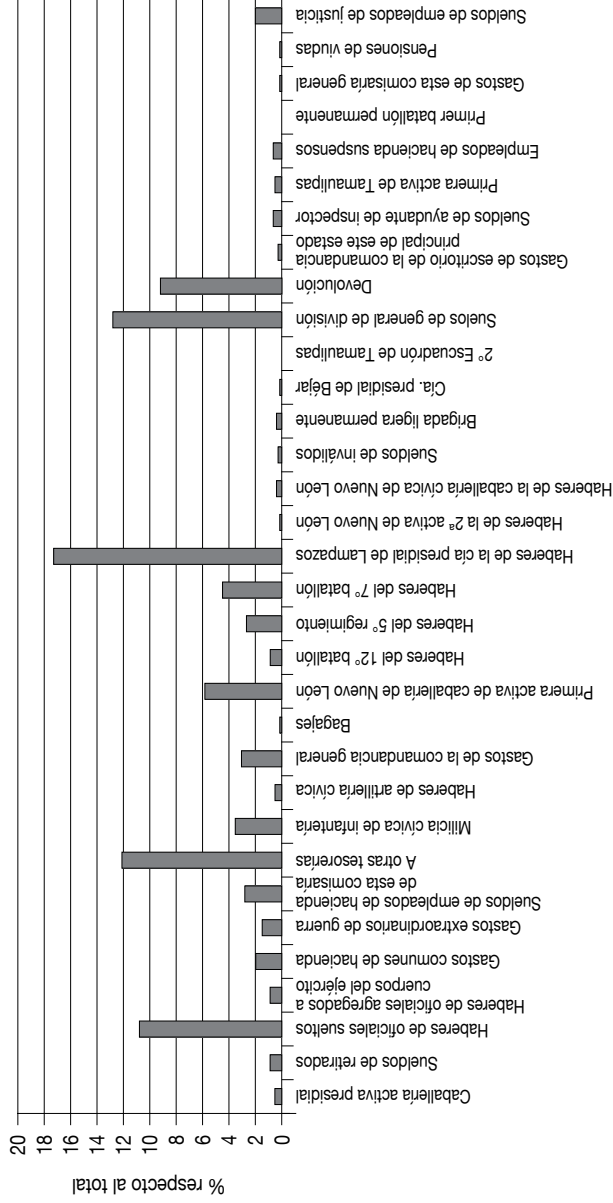 % respecto al total
0
2
4
6
8
10
12
14
16
18
20
Caballería activa presidial
Sueldos de retirados
Haberes de oficiales sueltos
Haberes de oficiales agregados a
cuerpos del ejército
Gastos comunes de hacienda
Gastos extraordinarios de guerra
Sueldos de empleados de hacienda
de esta comisaría
A otras tesorerías
Milicia cívica de infantería
Haberes de artillería cívica
Gastos de la comandancia general
Bagajes
Primera activa de caballería de Nuevo León
Haberes del 12° batallón
Haberes del 5° regimiento
Haberes del 7° batallón
Haberes de la cía presidial de Lampazos
Haberes de la 2ª activa de Nuevo León
Haberes de la caballería cívica de Nuevo León
Sueldos de inválidos
Brigada ligera permanente
Cía. presidial de Béjar
2° Escuadrón de Tamaulipas
Suelos de general de división
Devolución
Gastos de escritorio de la comandancia
principal de este estado
Sueldos de ayudante de inspector
Primera activa de Tamaulipas
Empleados de hacienda suspensos
Primer batallón permanente
Gastos de esta comisaría general
Pensiones de viudas
Sueldos de empleados de justicia